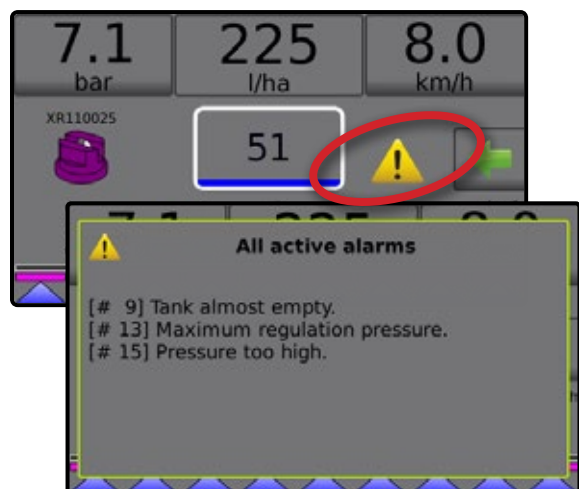 7.1 225 8.0
bar l/ha km/h
XR110025
51
All active alarms
[# 9] Tank almost empty.
[# 13] Maximum regulation pressure.
[# 15] Pressure too high.